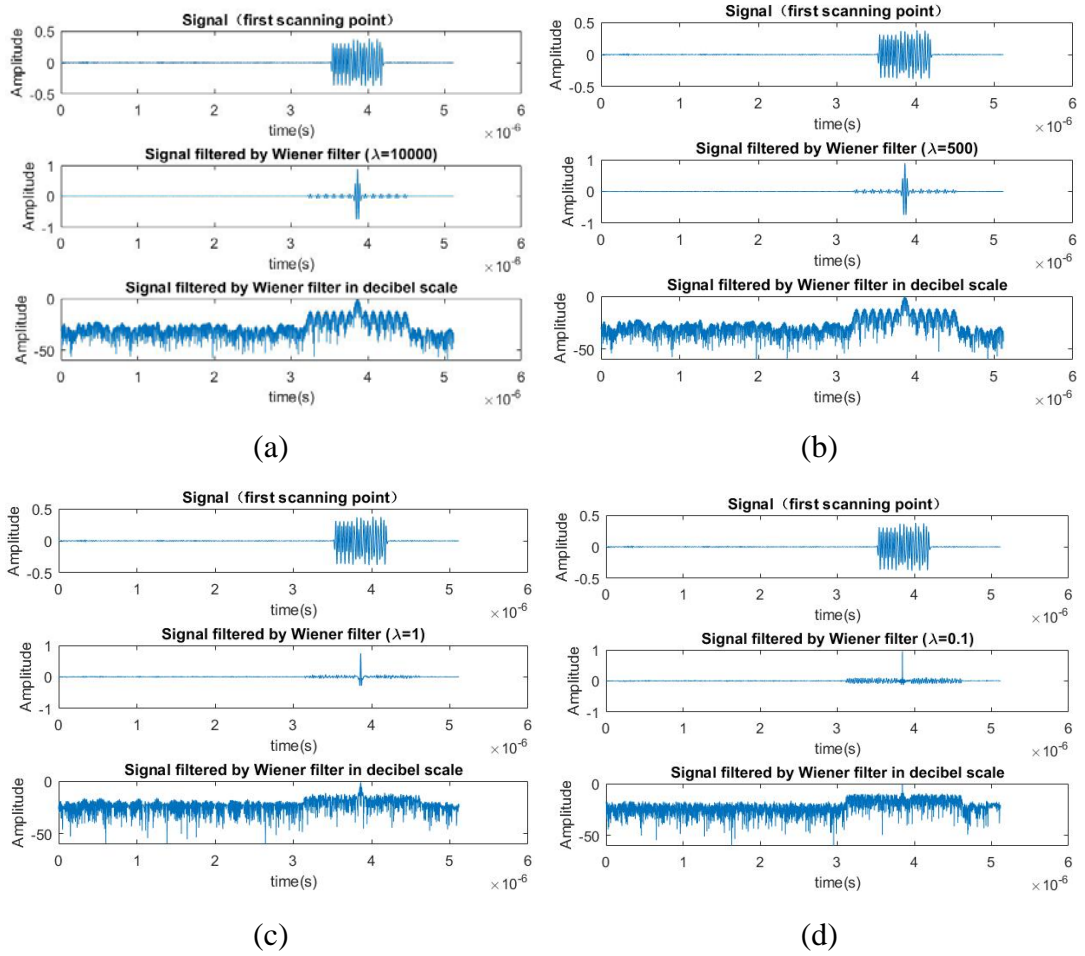 Signal（first scanning point）
0.5
0
-0.5
Amplitude
0 1 2 3 4 5 6
time(s)
×10⁻⁶
Signal filtered by Wiener filter (λ=10000)
1
0
-1
Amplitude
0 1 2 3 4 5 6
time(s)
×10⁻⁶
Signal filtered by Wiener filter in decibel scale
0
-50
Amplitude
0 1 2 3 4 5 6
time(s)
×10⁻⁶
(a)
Signal（first scanning point）
0.5
0
-0.5
Amplitude
0 1 2 3 4 5 6
time(s)
×10⁻⁶
Signal filtered by Wiener filter (λ=500)
1
0
-1
Amplitude
0 1 2 3 4 5 6
time(s)
×10⁻⁶
Signal filtered by Wiener filter in decibel scale
0
-50
Amplitude
0 1 2 3 4 5 6
time(s)
×10⁻⁶
(b)
Signal（first scanning point）
0.5
0
-0.5
Amplitude
0 1 2 3 4 5 6
time(s)
×10⁻⁶
Signal filtered by Wiener filter (λ=1)
1
0
-1
Amplitude
0 1 2 3 4 5 6
time(s)
×10⁻⁶
Signal filtered by Wiener filter in decibel scale
0
-50
Amplitude
0 1 2 3 4 5 6
time(s)
×10⁻⁶
(c)
Signal（first scanning point）
0.5
0
-0.5
Amplitude
0 1 2 3 4 5 6
time(s)
×10⁻⁶
Signal filtered by Wiener filter (λ=0.1)
1
0
-1
Amplitude
0 1 2 3 4 5 6
time(s)
×10⁻⁶
Signal filtered by Wiener filter in decibel scale
0
-50
Amplitude
0 1 2 3 4 5 6
time(s)
×10⁻⁶
(d)